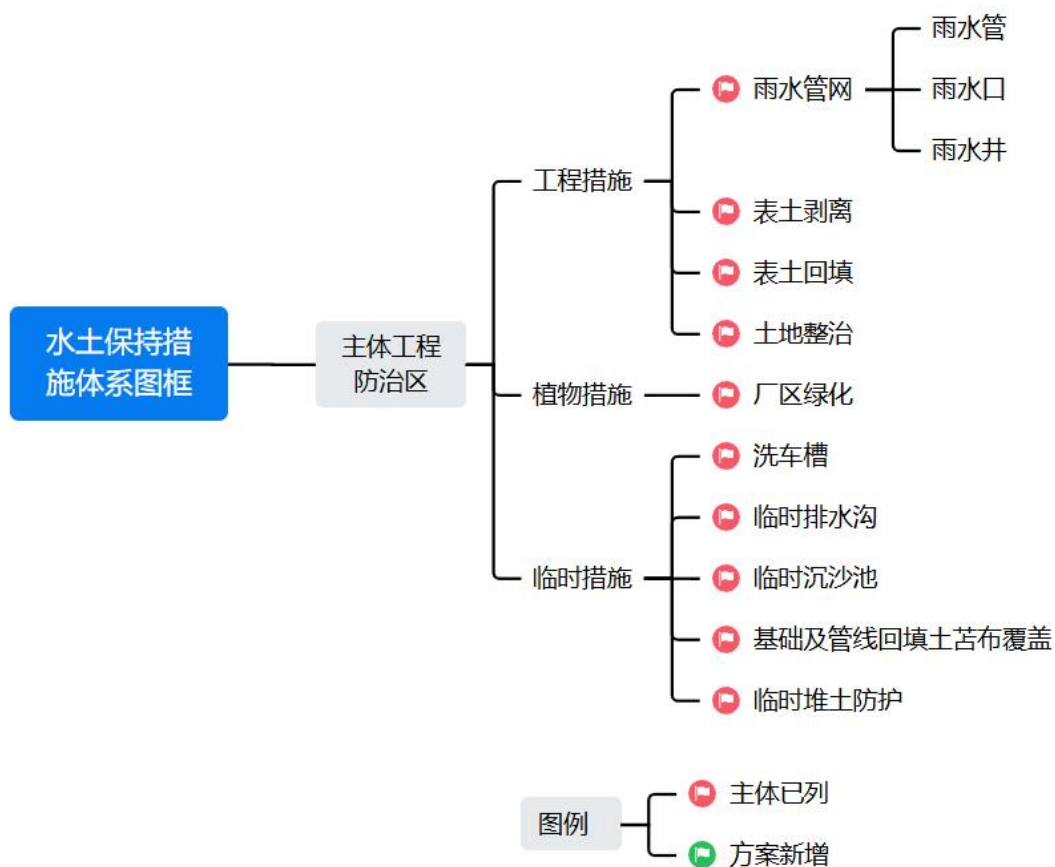 水土保持措
施体系图框
主体工程
防治区
工程措施
雨水管网
雨水管
雨水口
雨水井
表土剥离
表土回填
土地整治
植物措施
厂区绿化
临时措施
洗车槽
临时排水沟
临时沉沙池
基础及管线回填土苫布覆盖
临时堆土防护
图例
主体已列
方案新增